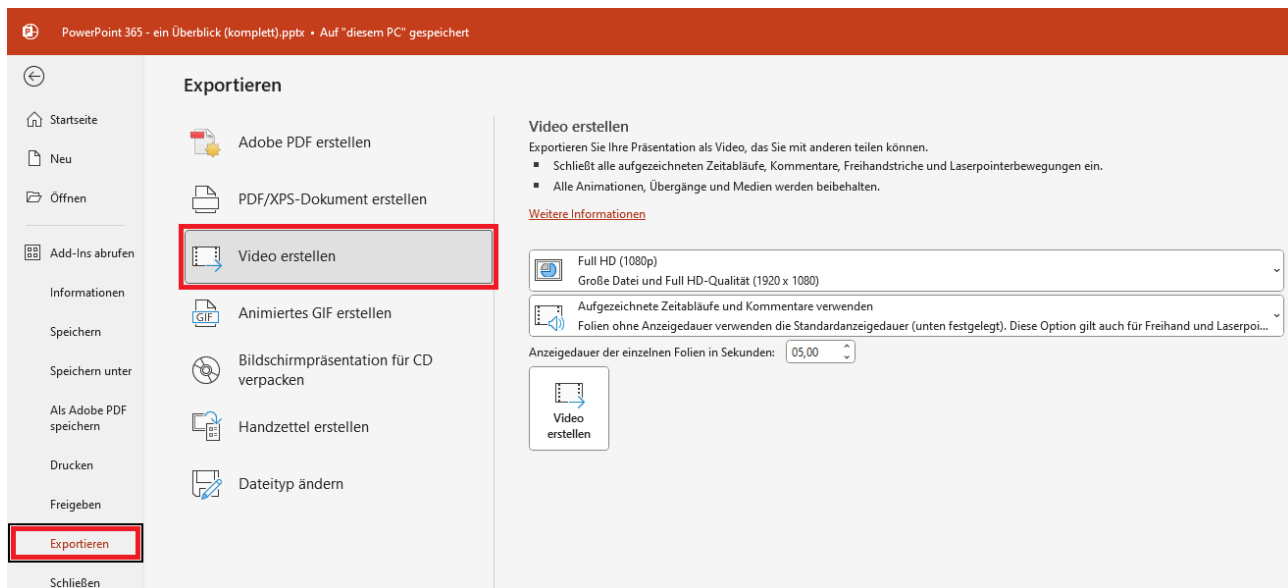 PowerPoint 365 - ein Überblick (komplett).pptx • Auf "diesem PC" gespeichert
Startseite
Neu
Öffnen
Add-Ins abrufen
Informationen
Speichern
Speichern unter
Als Adobe PDF
speichern
Drucken
Freigeben
Exportieren
Schließen
Exportieren
Adobe PDF erstellen
PDF/XPS-Dokument erstellen
Video erstellen
GIF
Animiertes GIF erstellen
Bildschirmpräsentation für CD
verpacken
Handzettel erstellen
Dateityp ändern
Video erstellen
Exportieren Sie Ihre Präsentation als Video, das Sie mit anderen teilen können.
▪ Schließt alle aufgezeichneten Zeitabläufe, Kommentare, Freihandstriche und Laserpointerbewegungen ein.
▪ Alle Animationen, Übergänge und Medien werden beibehalten.
Weitere Informationen
Full HD (1080p)
Große Datei und Full HD-Qualität (1920 x 1080)
Aufgezeichnete Zeitabläufe und Kommentare verwenden
Folien ohne Anzeigedauer verwenden die Standardanzeigedauer (unten festgelegt). Diese Option gilt auch für Freihand und Laserpoi...
Anzeigedauer der einzelnen Folien in Sekunden: 05,00
Video
erstellen